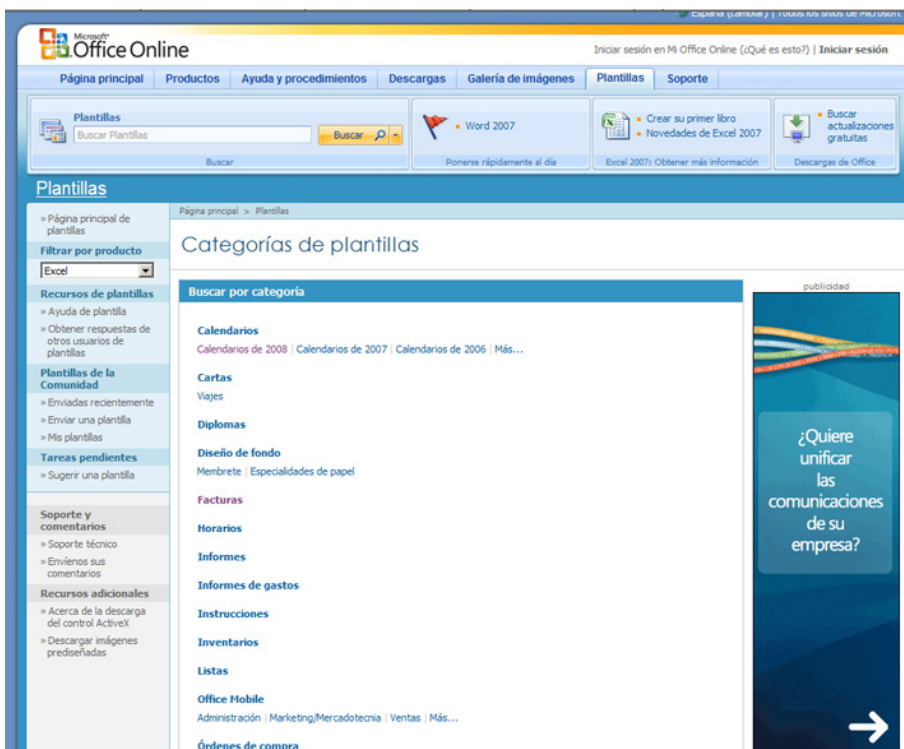 España (cambiar) | Todos los sitios de Microsoft
Microsoft®
Office Online
Iniciar sesión en Mi Office Online (¿Qué es esto?) | Iniciar sesión
Página principal Productos Ayuda y procedimientos Descargas Galería de imágenes Plantillas Soporte
Plantillas
Buscar Plantillas
Buscar
Buscar
Word 2007
Ponerse rápidamente al día
Crear su primer libro
Novedades de Excel 2007
Excel 2007: Obtener más información
Buscar
actualizaciones
gratuitas
Descargas de Office
Plantillas
» Página principal de
plantillas
Filtrar por producto
Excel
Recursos de plantillas
» Ayuda de plantilla
» Obtener respuestas de
otros usuarios de
plantillas
Plantillas de la
Comunidad
» Enviadas recientemente
» Enviar una plantilla
» Mis plantillas
Tareas pendientes
» Sugerir una plantilla
Soporte y
comentarios
» Soporte técnico
» Envíenos sus
comentarios
Recursos adicionales
» Acerca de la descarga
del control ActiveX
» Descargar imágenes
prediseñadas
Página principal > Plantillas
Categorías de plantillas
Buscar por categoría
Calendarios
Calendarios de 2008 | Calendarios de 2007 | Calendarios de 2006 | Más...
Cartas
Viajes
Diplomas
Diseño de fondo
Membrete | Especialidades de papel
Facturas
Horarios
Informes
Informes de gastos
Instrucciones
Inventarios
Listas
Office Mobile
Administración | Marketing/Mercadotecnia | Ventas | Más...
Órdenes de compra
publicidad
¿Quiere
unificar
las
comunicaciones
de su
empresa?